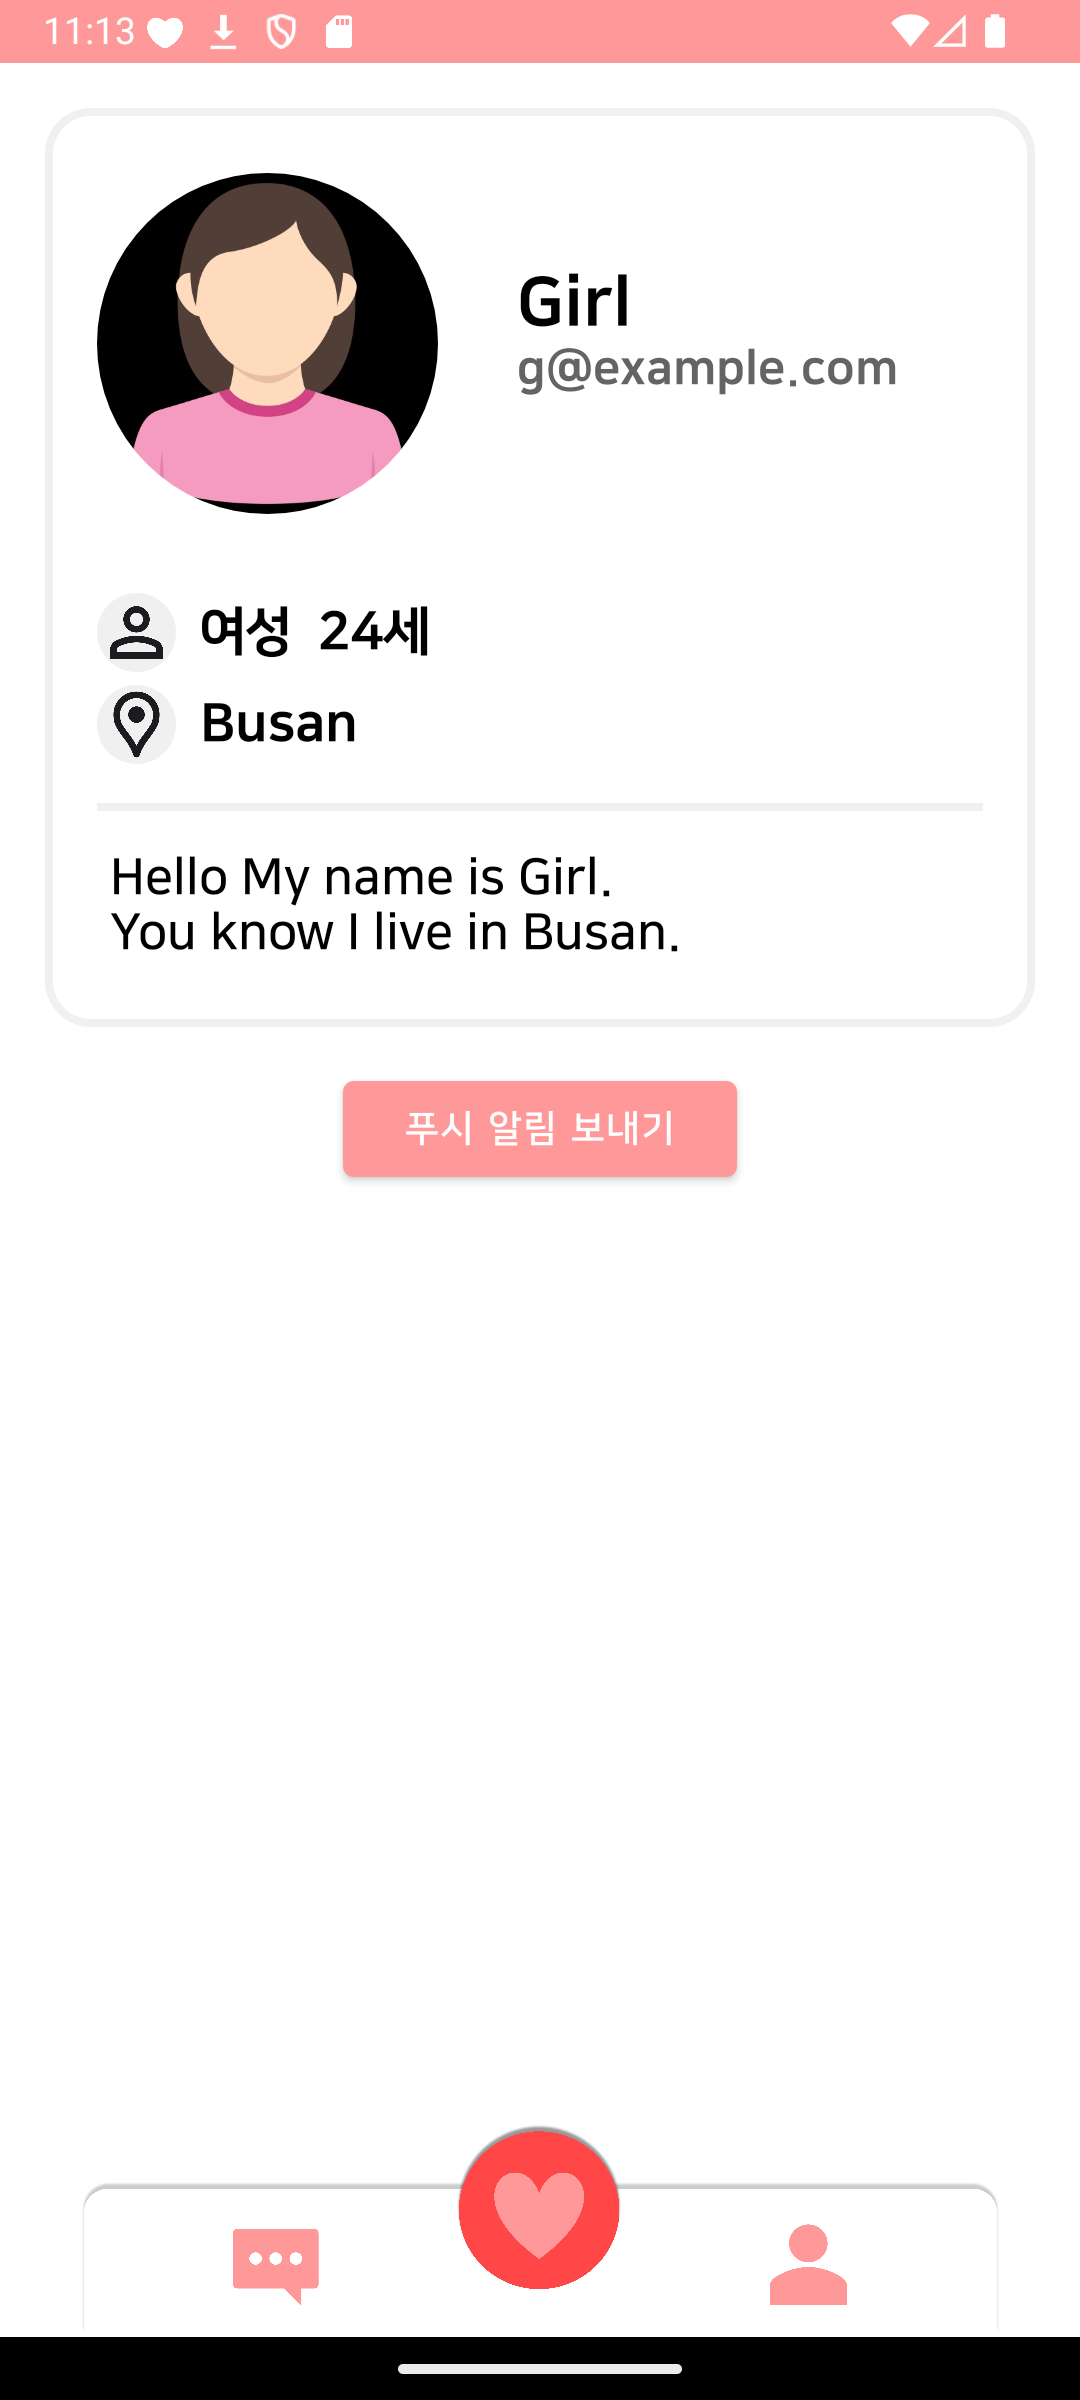 11:13
Girl
g@example.com
여성 24세
Busan
Hello My name is Girl.
You know I live in Busan.
푸시 알림 보내기